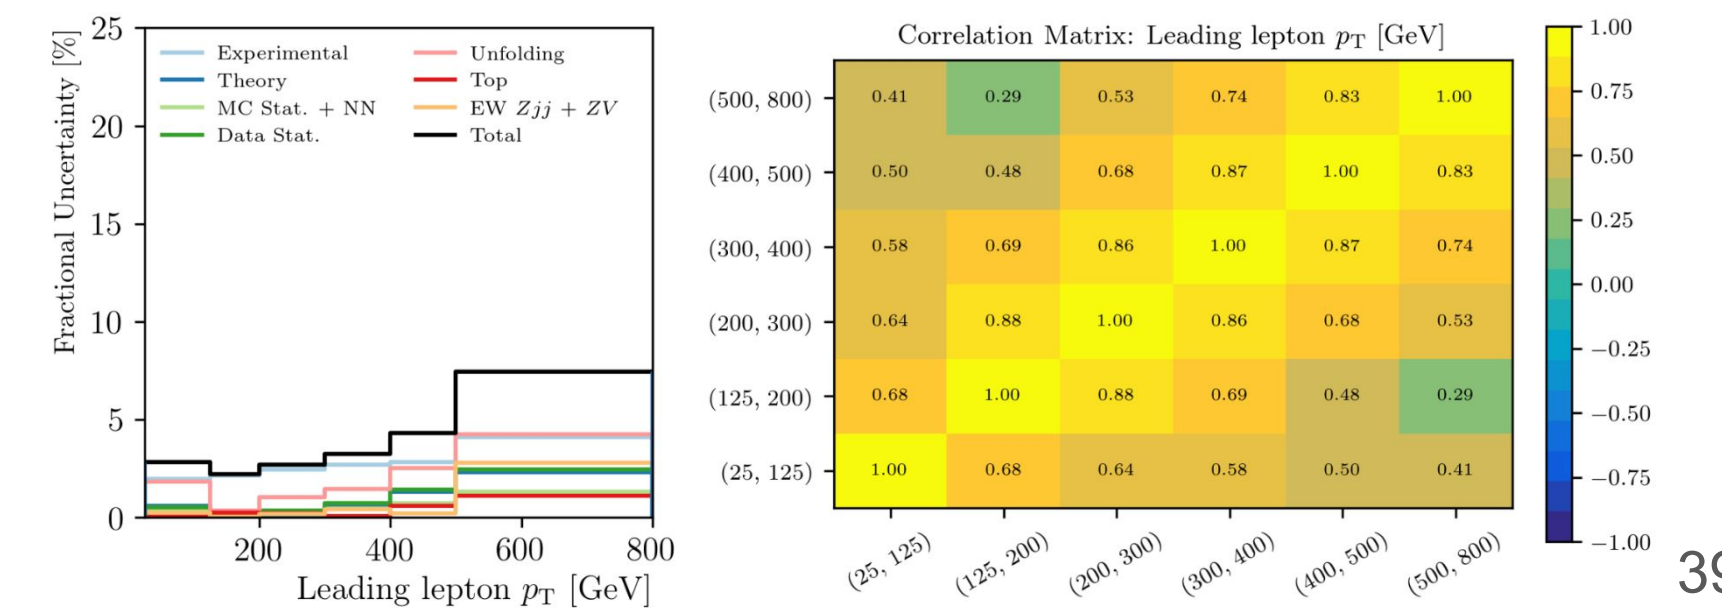 Fractional Uncertainty [%]
25
20
15
10
5
0
Experimental
Theory
MC Stat. + NN
Data Stat.
Unfolding
Top
EW Zjj + ZV
Total
200 400 600 800
Leading lepton pT [GeV]
Correlation Matrix: Leading lepton pT [GeV]
(500, 800) 0.41 0.29 0.53 0.74 0.83 1.00
(400, 500) 0.50 0.48 0.68 0.87 1.00 0.83
(300, 400) 0.58 0.69 0.86 1.00 0.87 0.74
(200, 300) 0.64 0.88 1.00 0.86 0.68 0.53
(125, 200) 0.68 1.00 0.88 0.69 0.48 0.29
(25, 125) 1.00 0.68 0.64 0.58 0.50 0.41
(25, 125) (125, 200) (200, 300) (300, 400) (400, 500) (500, 800)
1.00
0.75
0.50
0.25
0.00
−0.25
−0.50
−0.75
−1.00
39